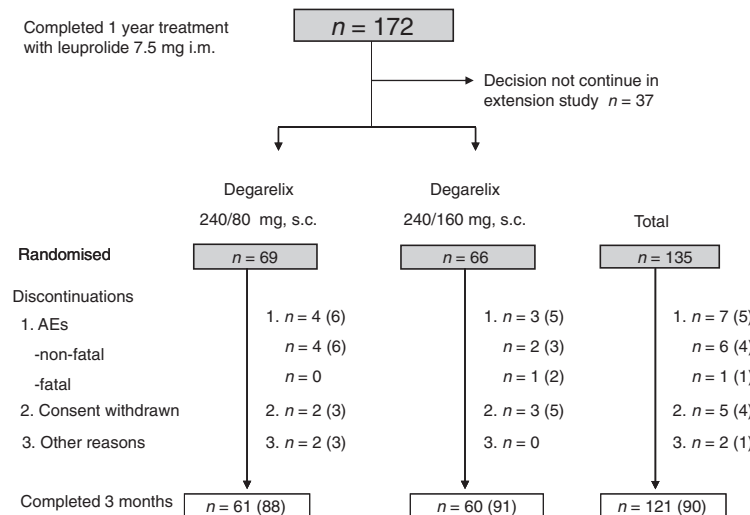 Completed 1 year treatment
with leuprolide 7.5 mg i.m.
n = 172
Decision not continue in
extension study n = 37
Degarelix
240/80 mg, s.c.
Degarelix
240/160 mg, s.c.
Total
Randomised
n = 69
n = 66
n = 135
Discontinuations
1. AEs
1. n = 4 (6)
1. n = 3 (5)
1. n = 7 (5)
-non-fatal
n = 4 (6)
n = 2 (3)
n = 6 (4)
-fatal
n = 0
n = 1 (2)
n = 1 (1)
2. Consent withdrawn
2. n = 2 (3)
2. n = 3 (5)
2. n = 5 (4)
3. Other reasons
3. n = 2 (3)
3. n = 0
3. n = 2 (1)
Completed 3 months
n = 61 (88)
n = 60 (91)
n = 121 (90)